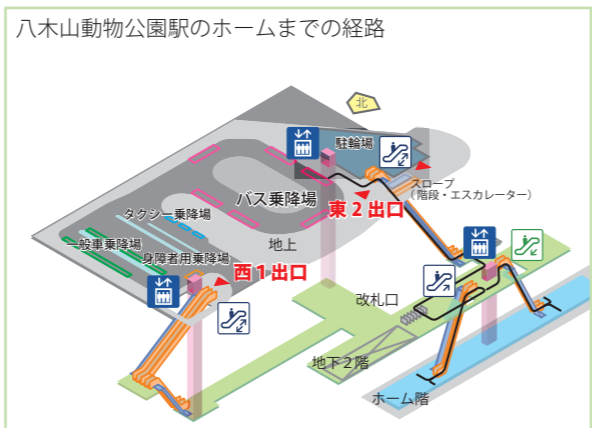 八木山動物公園駅のホームまでの経路
北
駐輪場
スロープ
（階段・エスカレーター）
バス乗降場
東２出口
タクシー乗降場
地上
一般車乗降場
身障者用乗降場
西１出口
改札口
地下２階
ホーム階